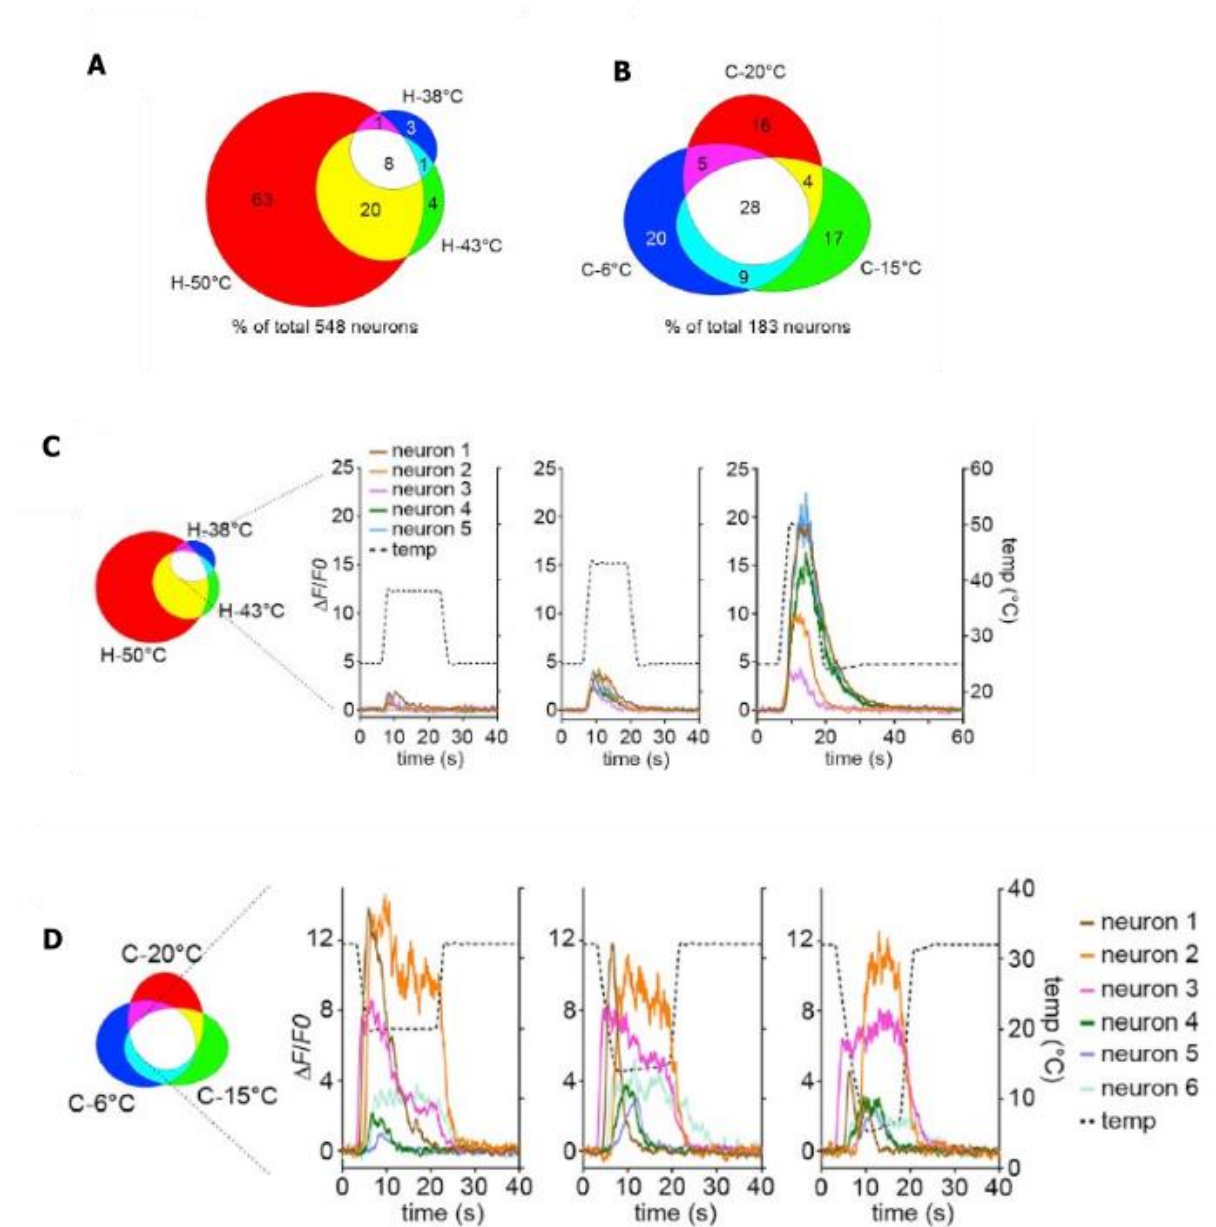 A
H-38°C
1
3
8
1
63
20
4
H-43°C
H-50°C
% of total 548 neurons
B
C-20°C
16
5
4
28
20
17
C-6°C
9
C-15°C
% of total 183 neurons
C
H-38°C
H-43°C
H-50°C
neuron 1
neuron 2
neuron 3
neuron 4
neuron 5
temp
25
20
15
10
5
0
ΔF/F0
0 10 20 30 40
time (s)
25
20
15
10
5
0
0 10 20 30 40
time (s)
25
20
15
10
5
0
0 20 40 60
time (s)
60
50
40
30
20
temp (°C)
D
C-20°C
C-6°C
C-15°C
12
8
4
0
ΔF/F0
0 10 20 30 40
time (s)
12
8
4
0
0 10 20 30 40
time (s)
12
8
4
0
0 10 20 30 40
time (s)
40
30
20
10
0
temp (°C)
neuron 1
neuron 2
neuron 3
neuron 4
neuron 5
neuron 6
temp